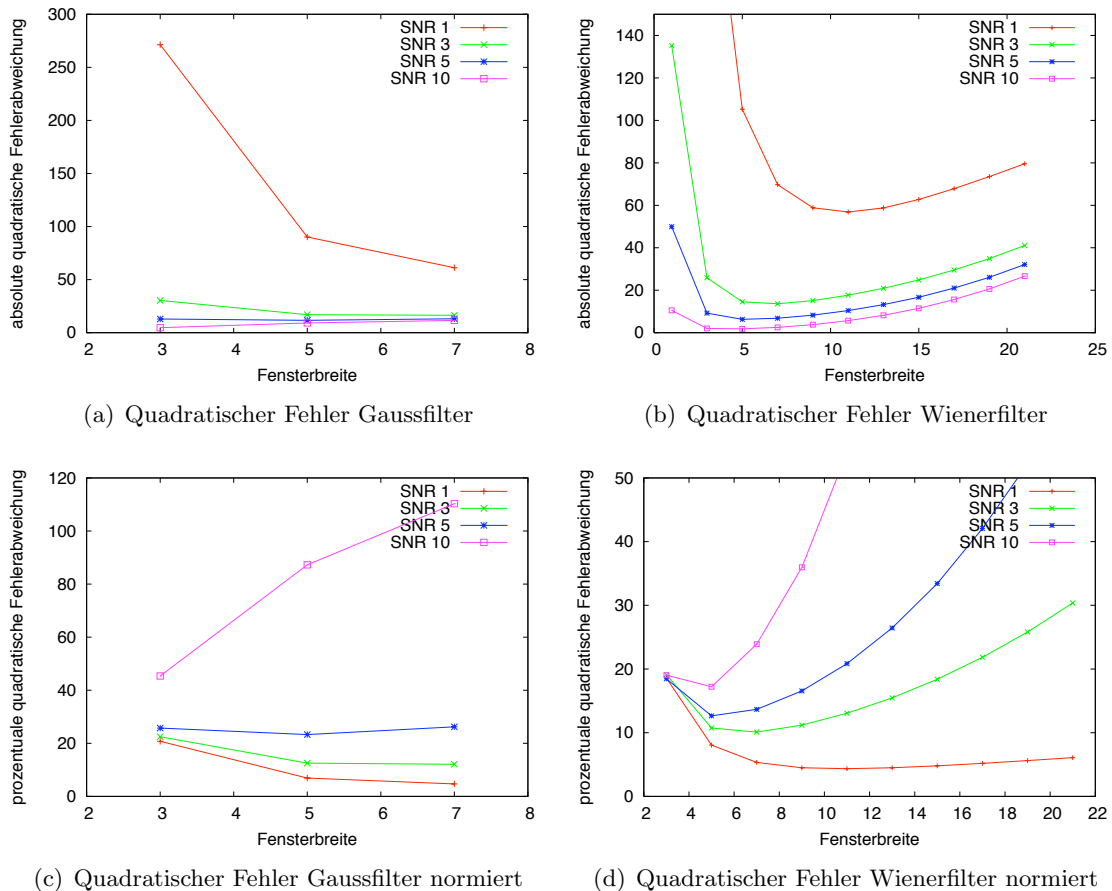 absolute quadratische Fehlerabweichung
300
250
200
150
100
50
0
2
3
4
5
6
7
8
Fensterbreite
SNR 1
SNR 3
SNR 5
SNR 10
(a) Quadratischer Fehler Gaussfilter
absolute quadratische Fehlerabweichung
140
120
100
80
60
40
20
0
0
5
10
15
20
25
Fensterbreite
SNR 1
SNR 3
SNR 5
SNR 10
(b) Quadratischer Fehler Wienerfilter
prozentuale quadratische Fehlerabweichung
120
100
80
60
40
20
0
2
3
4
5
6
7
8
Fensterbreite
SNR 1
SNR 3
SNR 5
SNR 10
(c) Quadratischer Fehler Gaussfilter normiert
prozentuale quadratische Fehlerabweichung
50
40
30
20
10
0
2
4
6
8
10
12
14
16
18
20
22
Fensterbreite
SNR 1
SNR 3
SNR 5
SNR 10
(d) Quadratischer Fehler Wienerfilter normiert